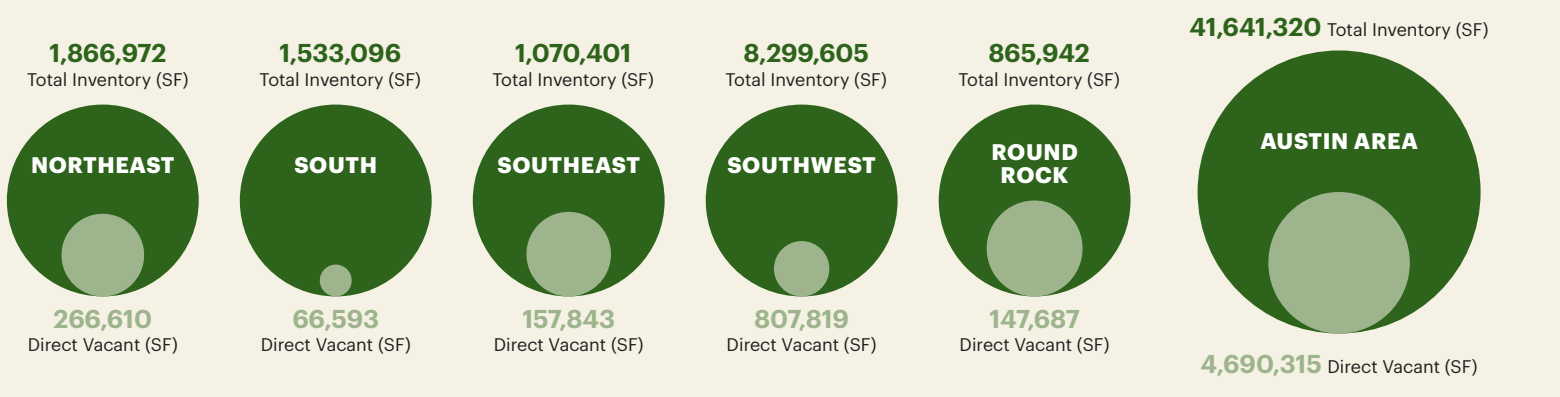 1,866,972
Total Inventory (SF)
NORTHEAST
266,610
Direct Vacant (SF)
1,533,096
Total Inventory (SF)
SOUTH
66,593
Direct Vacant (SF)
1,070,401
Total Inventory (SF)
SOUTHEAST
157,843
Direct Vacant (SF)
8,299,605
Total Inventory (SF)
SOUTHWEST
807,819
Direct Vacant (SF)
865,942
Total Inventory (SF)
ROUND
ROCK
147,687
Direct Vacant (SF)
41,641,320 Total Inventory (SF)
AUSTIN AREA
4,690,315 Direct Vacant (SF)